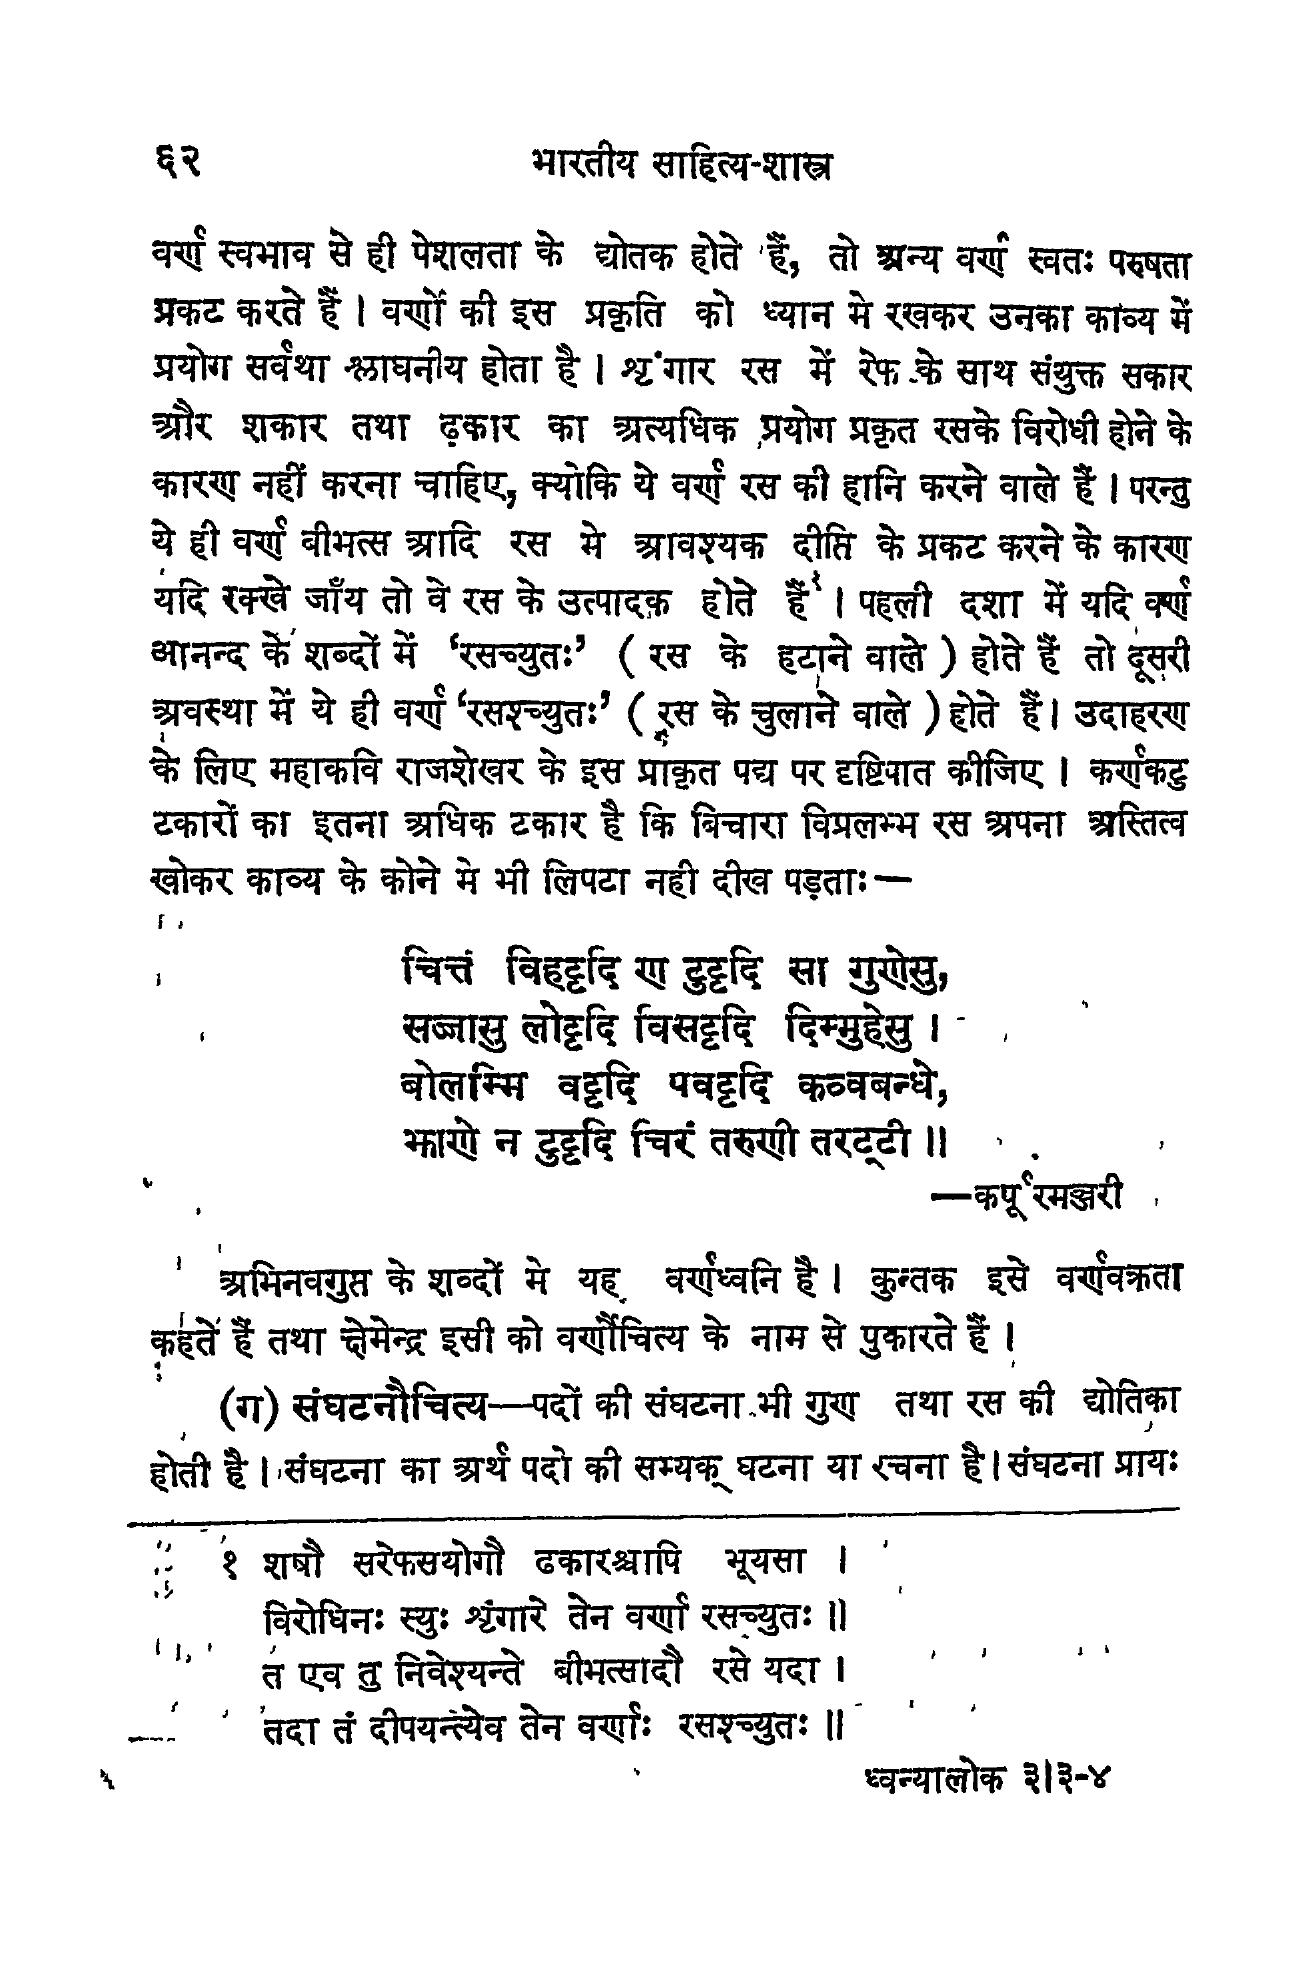 ६२ भारतीय साहित्य-शास्त्र
वर्ण स्वभाव से ही पेशलता के द्योतक होते हैं, तो अन्य वर्ण स्वतः परुषता
प्रकट करते हैं । वर्णों की इस प्रकृति को ध्यान मे रखकर उनका काव्य में
प्रयोग सर्वथा श्लाघनीय होता है । शृंगार रस में रेफ के साथ संयुक्त सकार
और शकार तथा ढ़कार का अत्यधिक प्रयोग प्रकृत रसके विरोधी होने के
कारण नहीं करना चाहिए, क्योकि ये वर्ण रस की हानि करने वाले हैं । परन्तु
ये ही वर्ण बीभत्स आदि रस मे आवश्यक दीप्ति के प्रकट करने के कारण
यदि रक्खे जाँय तो वे रस के उत्पादक होते हैं१ । पहली दशा में यदि वर्ण
आनन्द के शब्दों में ‘रसच्युतः’ ( रस के हटाने वाले ) होते हैं तो दूसरी
अवस्था में ये ही वर्ण ‘रसश्च्युतः’ ( रस के चुलाने वाले ) होते हैं। उदाहरण
के लिए महाकवि राजशेखर के इस प्राकृत पद्य पर दृष्टिपात कीजिए । कर्णकटु
टकारों का इतना अधिक टकार है कि बिचारा विप्रलम्भ रस अपना अस्तित्व
खोकर काव्य के कोने मे भी लिपटा नही दीख पड़ताः—
चित्तं विहट्टदि ण टुट्टदि सा गुणेसु,
सज्जासु लोट्टदि विसट्टदि दिम्मुहेसु ।
बोलम्मि वट्टदि पवट्टदि कव्वबन्धे,
झाणे न टुट्टदि चिरं तरुणी तरट्टी ॥
—कर्पूरमञ्जरी
अभिनवगुप्त के शब्दों मे यह वर्णध्वनि है । कुन्तक इसे वर्णवक्रता
कहते हैं तथा क्षेमेन्द्र इसी को वर्णौचित्य के नाम से पुकारते हैं ।
(ग) संघटनौचित्य—पदों की संघटना भी गुण तथा रस की द्योतिका
होती है । संघटना का अर्थ पदो की सम्यक् घटना या रचना है । संघटना प्रायः
१ शषौ सरेफसयोगौ ढकारश्चापि भूयसा ।
विरोधिनः स्युः शृंगारे तेन वर्णा रसच्युतः ॥
त एव तु निवेश्यन्ते बीभत्सादौ रसे यदा ।
तदा तं दीपयन्त्येव तेन वर्णाः रसश्च्युतः ॥
ध्वन्यालोक ३।३-४